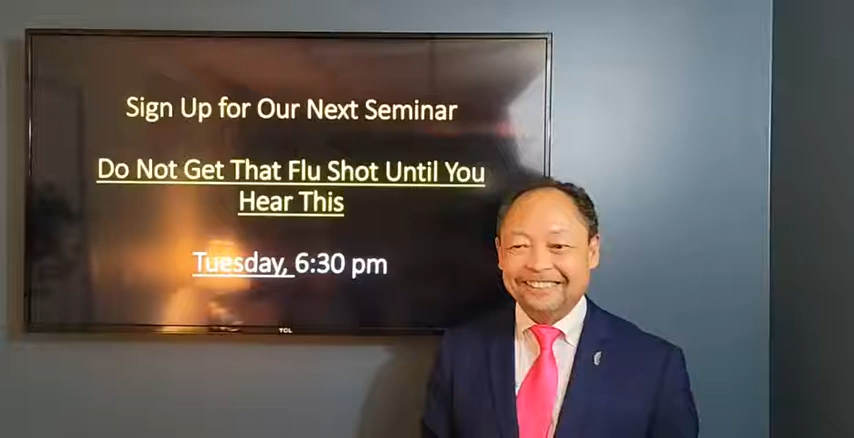 Sign Up for Our Next Seminar
Do Not Get That Flu Shot Until You
Hear This
Tuesday, 6:30 pm
TCL